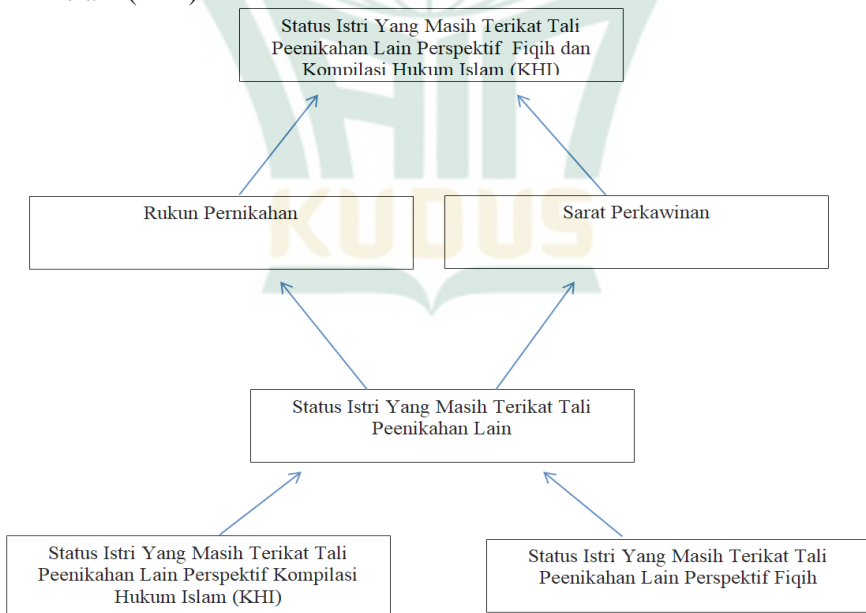 Status Istri Yang Masih Terikat Tali
Peenikahan Lain Perspektif Fiqih dan
Kompilasi Hukum Islam (KHI)
Rukun Pernikahan
Sarat Perkawinan
KUDUS
Status Istri Yang Masih Terikat Tali
Peenikahan Lain
Status Istri Yang Masih Terikat Tali
Peenikahan Lain Perspektif Kompilasi
Hukum Islam (KHI)
Status Istri Yang Masih Terikat Tali
Peenikahan Lain Perspektif Fiqih